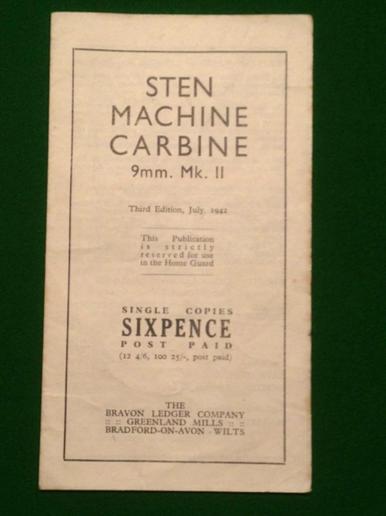 STEN
MACHINE
CARBINE
9mm. Mk. II
Third Edition, July, 1942
This Publication
is strictly
reserved for use
in the Home Guard
SINGLE COPIES
SIXPENCE
POST PAID
(12 4/6, 100 25/-, post paid)
THE
BRAVON LEDGER COMPANY
:: :: GREENLAND MILLS :: ::
BRADFORD-ON-AVON · WILTS